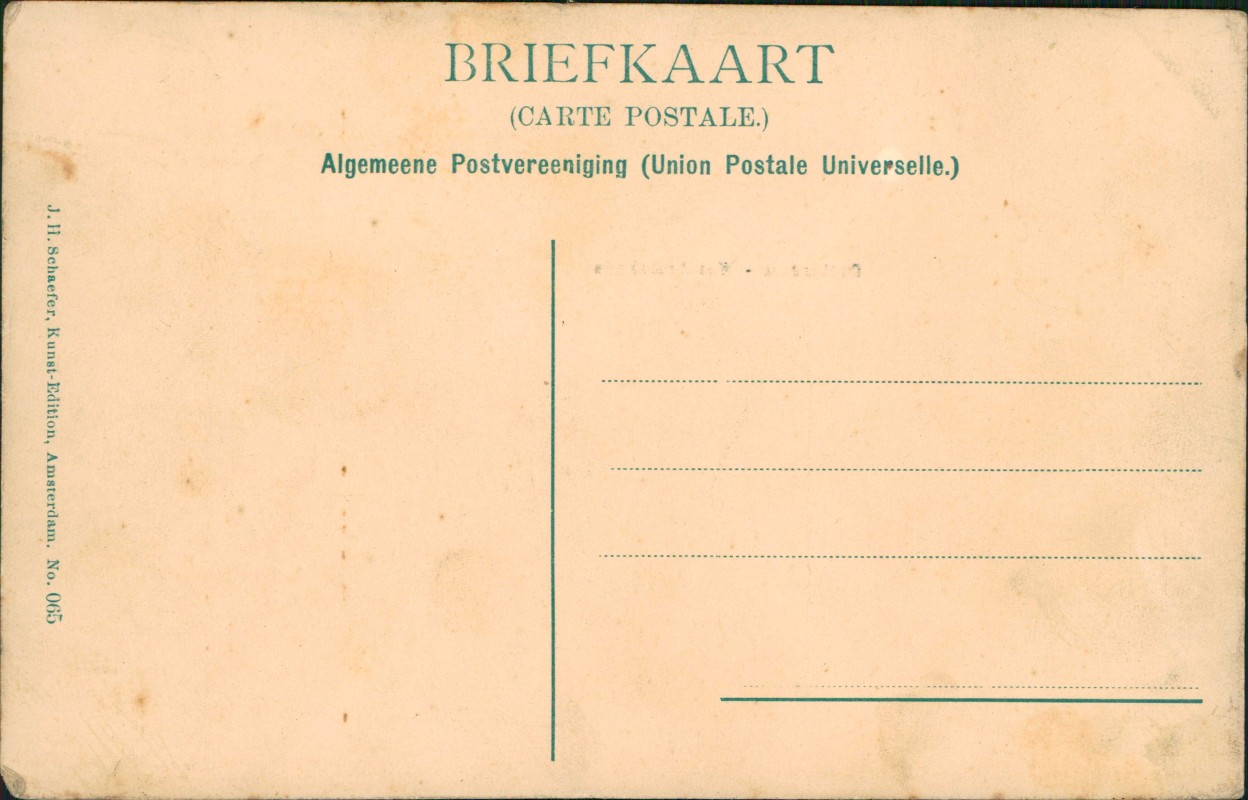 BRIEFKAART
(CARTE POSTALE.)
Algemeene Postvereeniging (Union Postale Universelle.)
J. H. Schaefer, Kunst-Edition, Amsterdam. No. 065